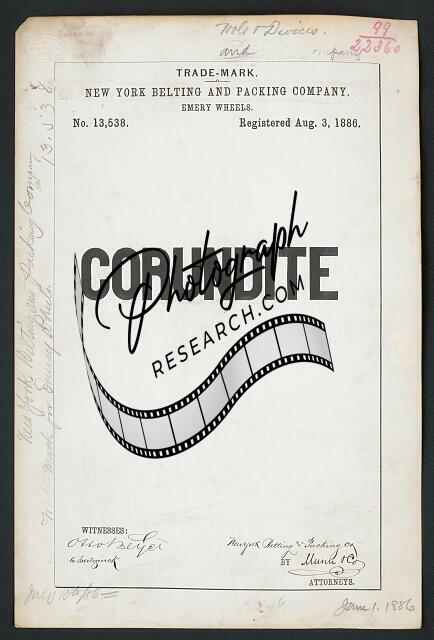 Tools & Devices.
and
99
22360
TRADE-MARK.
NEW YORK BELTING AND PACKING COMPANY.
EMERY WHEELS.
No. 13,538. Registered Aug. 3, 1886.
CORUNDITE
Photograph
RESEARCH.COM
New York Belting and Packing Company
13,538
WITNESSES:
C. Sedgwick
New York Belting & Packing Co
BY Munn & Co
ATTORNEYS.
June 1. 1886